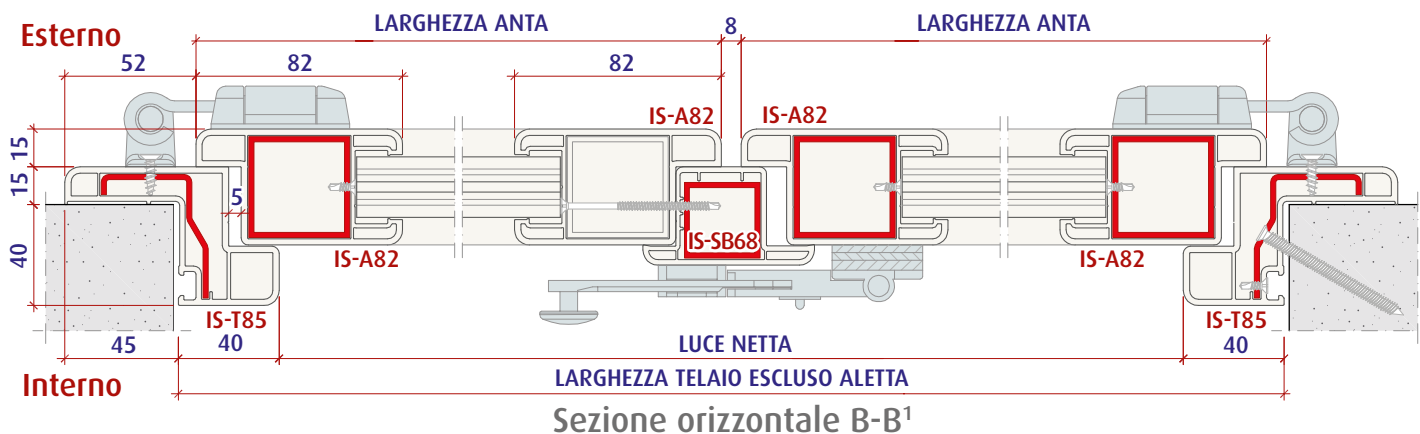 Esterno
LARGHEZZA ANTA
8
LARGHEZZA ANTA
52
82
82
IS-A82
IS-A82
15
15
5
40
IS-SB68
IS-A82
IS-A82
IS-T85
IS-T85
45
40
LUCE NETTA
40
Interno
LARGHEZZA TELAIO ESCLUSO ALETTA
Sezione orizzontale B-B¹